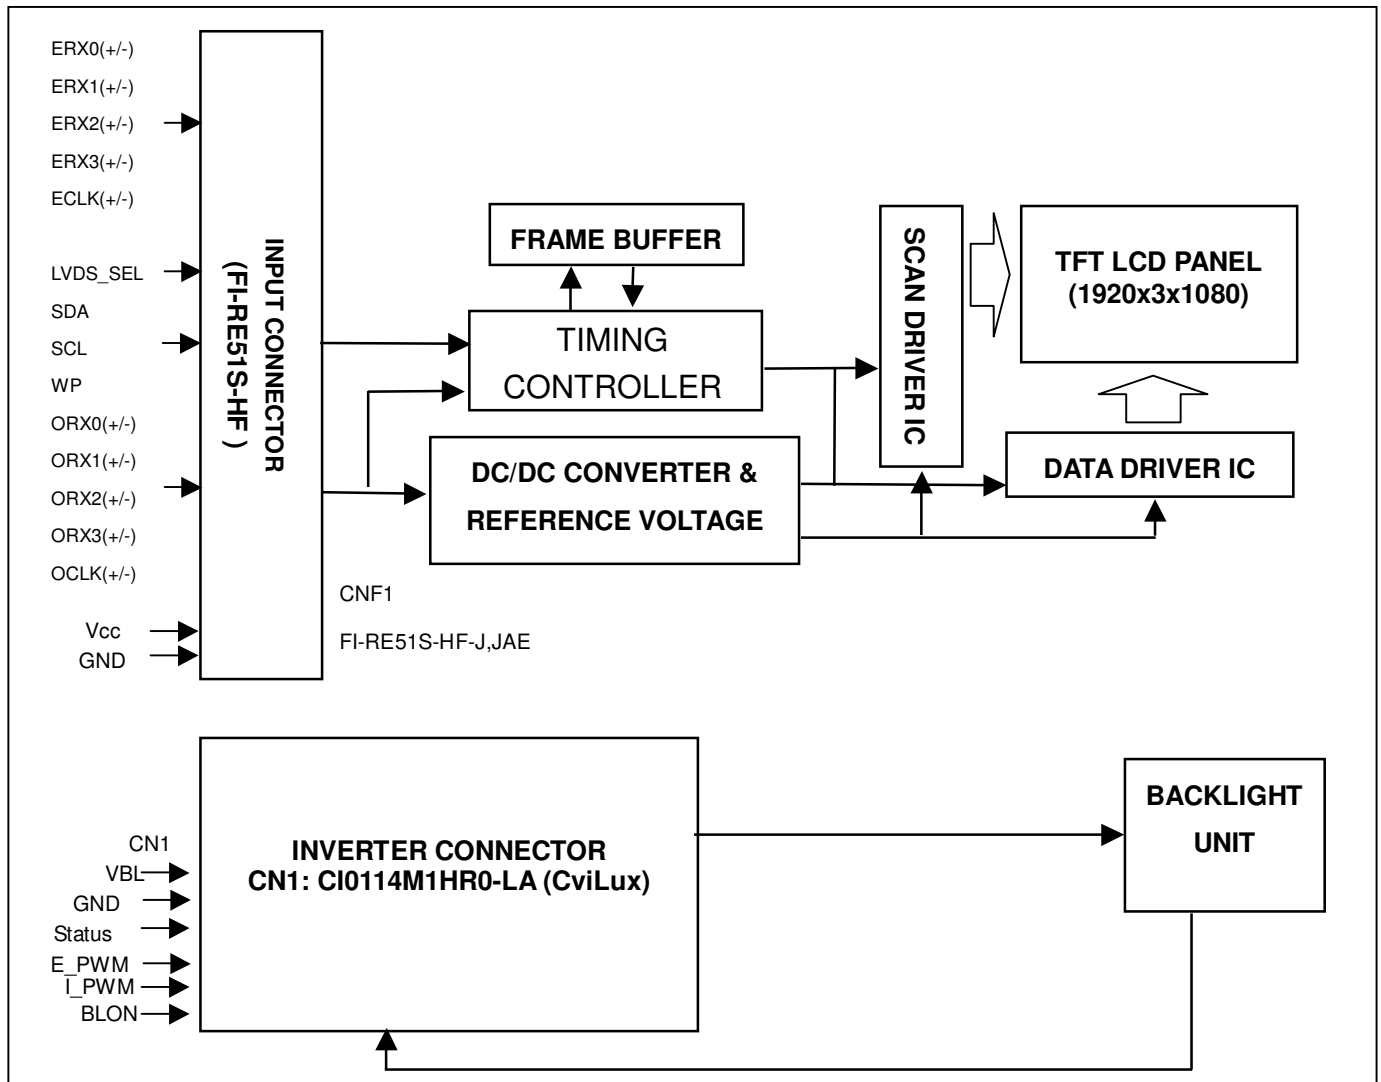 ERX0(+/-)
ERX1(+/-)
ERX2(+/-)
ERX3(+/-)
ECLK(+/-)
LVDS_SEL
SDA
SCL
WP
ORX0(+/-)
ORX1(+/-)
ORX2(+/-)
ORX3(+/-)
OCLK(+/-)
Vcc
GND
INPUT CONNECTOR
(FI-RE51S-HF )
FRAME BUFFER
TIMING
CONTROLLER
DC/DC CONVERTER &
REFERENCE VOLTAGE
CNF1
FI-RE51S-HF-J,JAE
SCAN DRIVER IC
TFT LCD PANEL
(1920x3x1080)
DATA DRIVER IC
CN1
VBL
GND
Status
E_PWM
I_PWM
BLON
INVERTER CONNECTOR
CN1: CI0114M1HR0-LA (CviLux)
BACKLIGHT
UNIT